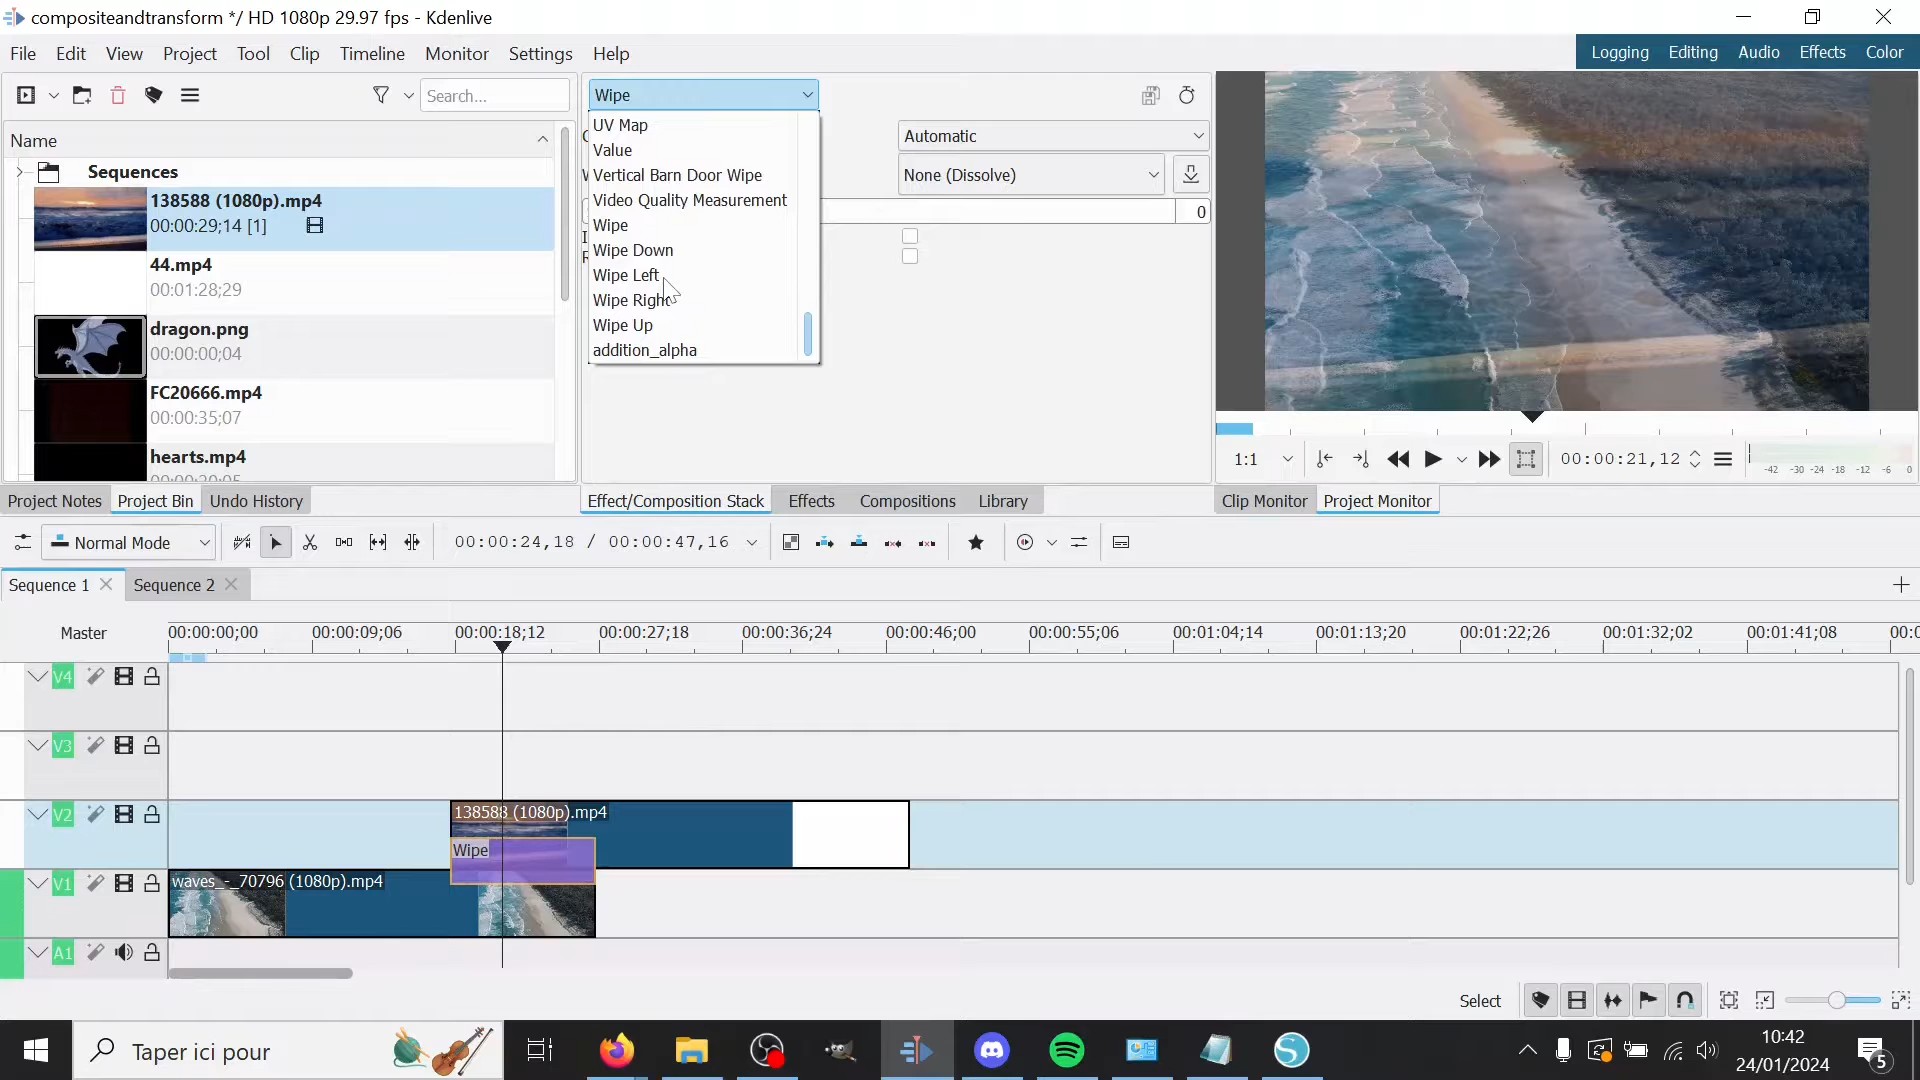 compositeandtransform */ HD 1080p 29.97 fps - Kdenlive
File Edit View Project Tool Clip Timeline Monitor Settings Help
Logging Editing Audio Effects Color
Search...
Name
Sequences
138588 (1080p).mp4
00:00:29;14 [1]
44.mp4
00:01:28;29
dragon.png
00:00:00;04
FC20666.mp4
00:00:35;07
hearts.mp4
Wipe
UV Map
Value
Vertical Barn Door Wipe
Video Quality Measurement
Wipe
Wipe Down
Wipe Left
Wipe Right
Wipe Up
addition_alpha
Automatic
None (Dissolve)
0
1:1
00:00:21,12
-42 -30 -24 -18 -12 -6 0
Project Notes Project Bin Undo History
Effect/Composition Stack Effects Compositions Library
Clip Monitor Project Monitor
Normal Mode
00:00:24,18 / 00:00:47,16
Sequence 1 Sequence 2
Master
00:00:00;00 00:00:09;06 00:00:18;12 00:00:27;18 00:00:36;24 00:00:46;00 00:00:55;06 00:01:04;14 00:01:13;20 00:01:22;26 00:01:32;02 00:01:41;08
V4
V3
V2
138588 (1080p).mp4
Wipe
V1
waves_-_70796 (1080p).mp4
A1
Select
Taper ici pour
10:42
24/01/2024
5